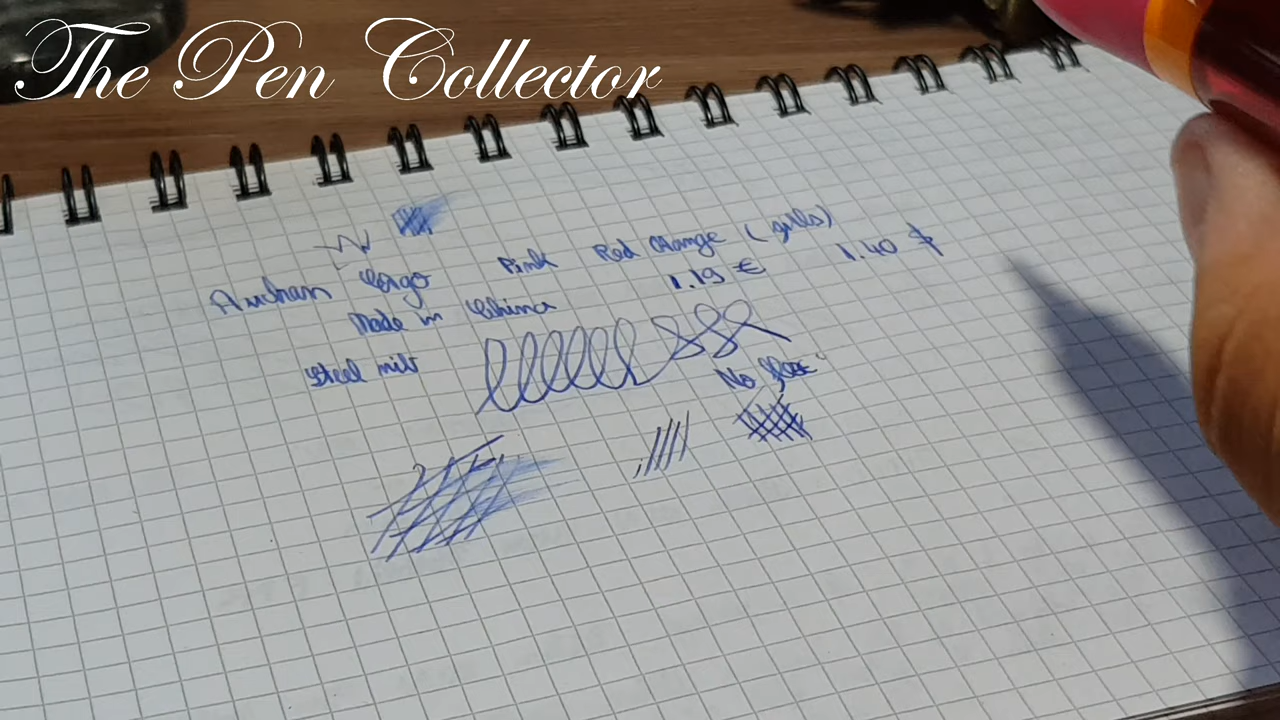 The Pen Collector
Auchan Cargo Pink Red Orange (girls)
1.19 € 1.40 $
Made in China
Steel nib
No flex